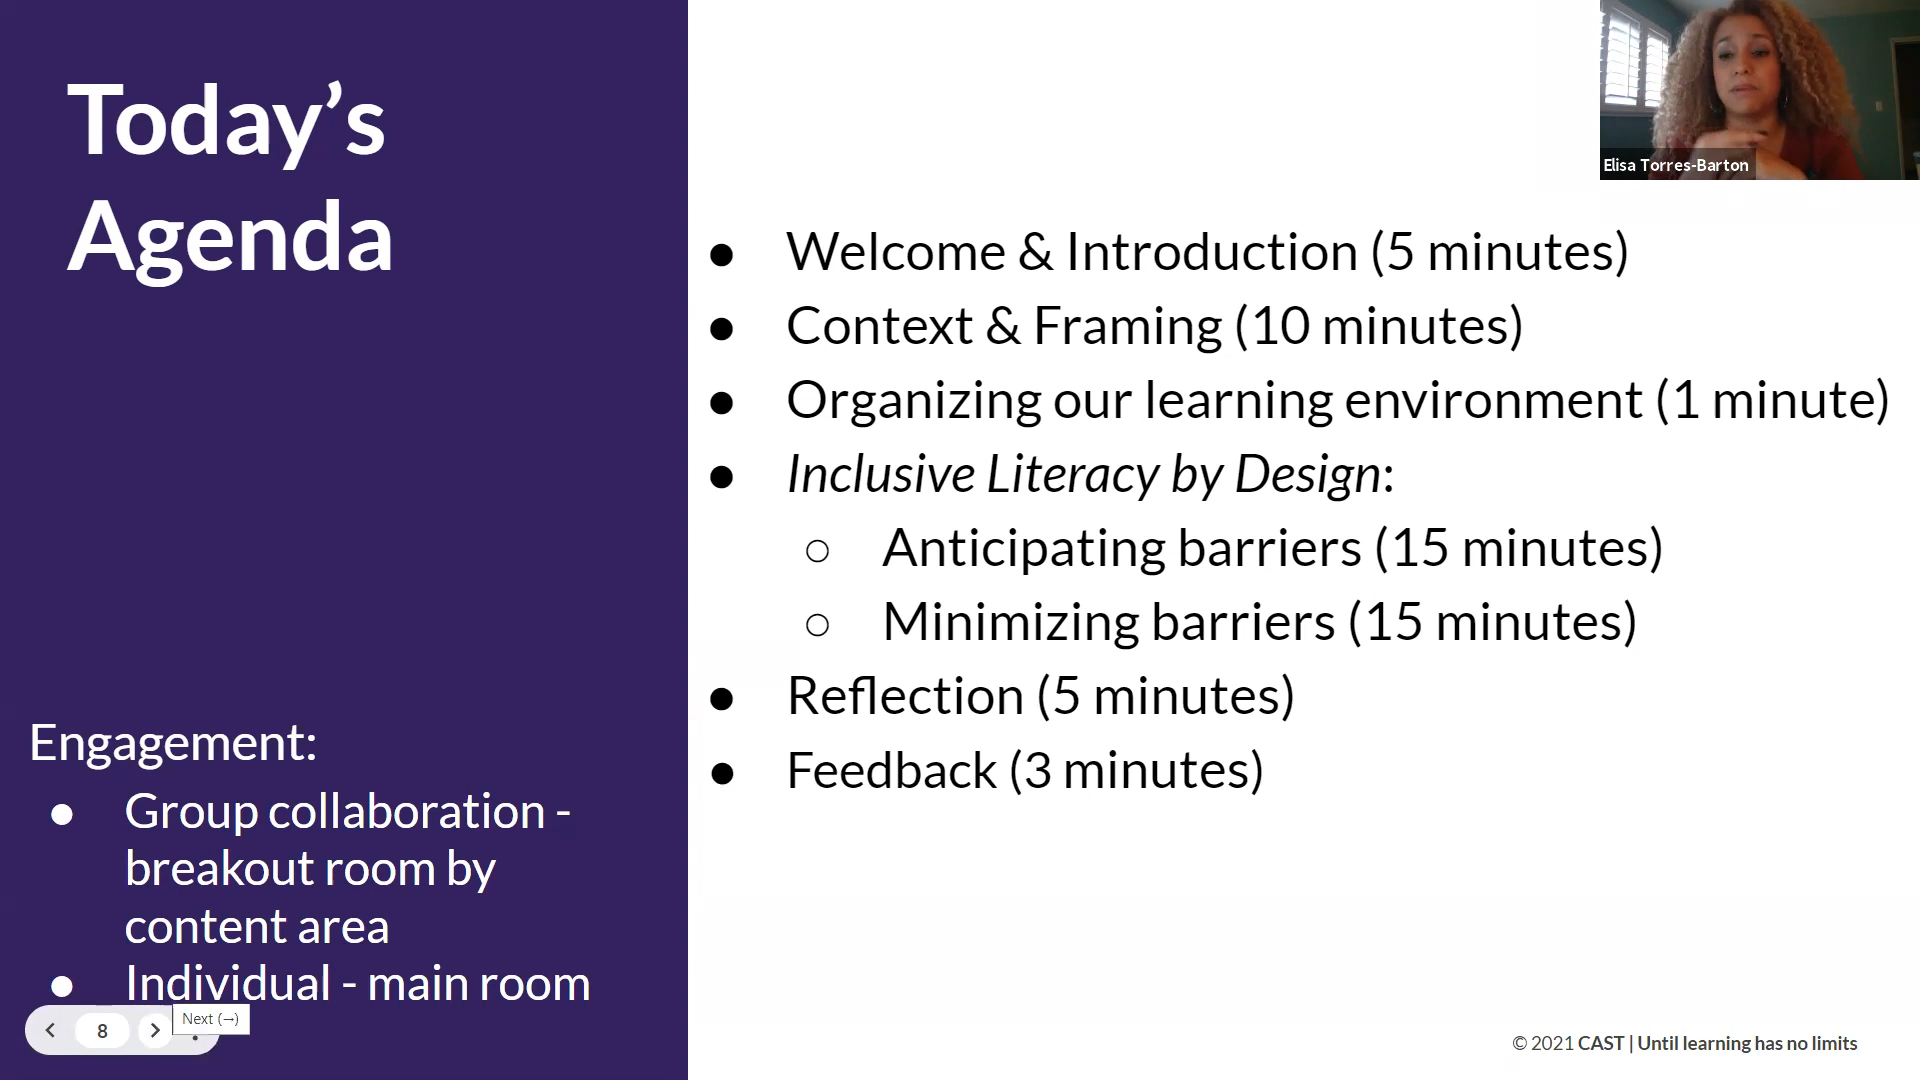 Today’s
Agenda
Engagement:
● Group collaboration -
breakout room by
content area
● Individual - main room
8
Next (→)
Elisa Torres-Barton
● Welcome & Introduction (5 minutes)
● Context & Framing (10 minutes)
● Organizing our learning environment (1 minute)
● Inclusive Literacy by Design:
○ Anticipating barriers (15 minutes)
○ Minimizing barriers (15 minutes)
● Reflection (5 minutes)
● Feedback (3 minutes)
© 2021 CAST | Until learning has no limits